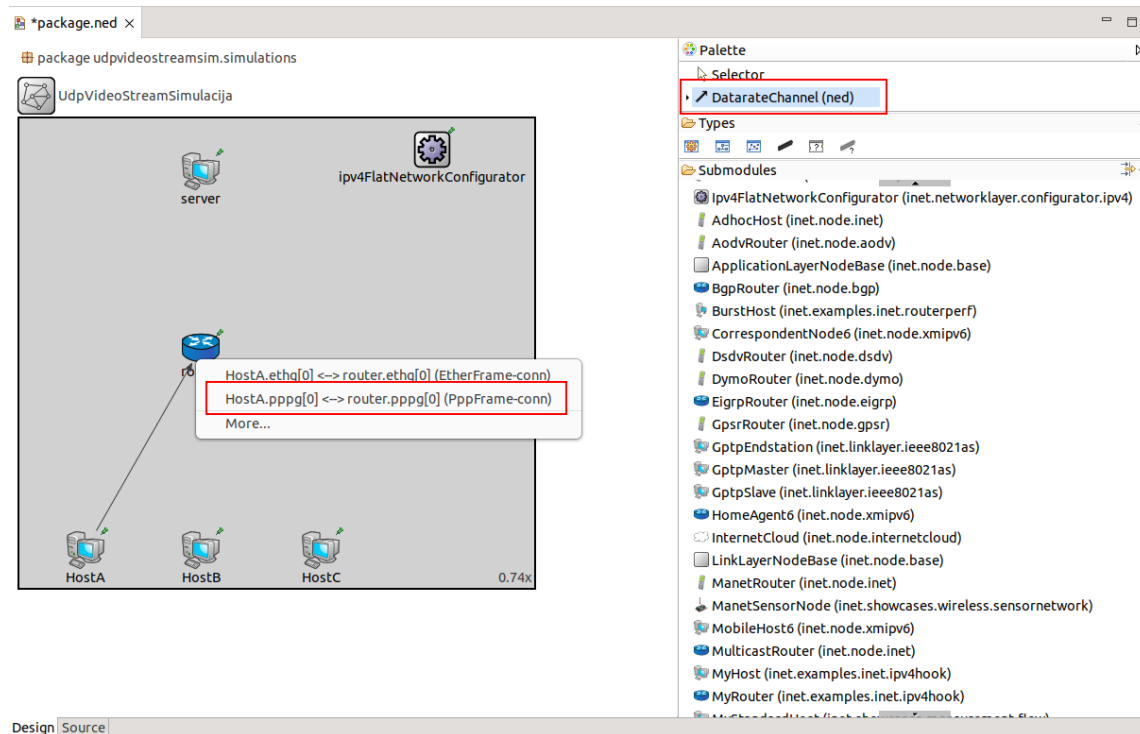 *package.ned
package udpvideostreamsim.simulations
UdpVideoStreamSimulacija
server
ipv4FlatNetworkConfigurator
HostA.ethg[0] <--> router.ethg[0] (EtherFrame-conn)
HostA.pppg[0] <--> router.pppg[0] (PppFrame-conn)
More...
HostA
HostB
HostC
0.74x
Palette
Selector
DatarateChannel (ned)
Types
Submodules
Ipv4FlatNetworkConfigurator (inet.networklayer.configurator.ipv4)
AdhocHost (inet.node.inet)
AodvRouter (inet.node.aodv)
ApplicationLayerNodeBase (inet.node.base)
BgpRouter (inet.node.bgp)
BurstHost (inet.examples.inet.routerperf)
CorrespondentNode6 (inet.node.xmipv6)
DsdvRouter (inet.node.dsdv)
DymoRouter (inet.node.dymo)
EigrpRouter (inet.node.eigrp)
GpsrRouter (inet.node.gpsr)
GptpEndstation (inet.linklayer.ieee8021as)
GptpMaster (inet.linklayer.ieee8021as)
GptpSlave (inet.linklayer.ieee8021as)
HomeAgent6 (inet.node.xmipv6)
InternetCloud (inet.node.internetcloud)
LinkLayerNodeBase (inet.node.base)
ManetRouter (inet.node.inet)
ManetSensorNode (inet.showcases.wireless.sensornetwork)
MobileHost6 (inet.node.xmipv6)
MulticastRouter (inet.node.inet)
MyHost (inet.examples.inet.ipv4hook)
MyRouter (inet.examples.inet.ipv4hook)
Design Source